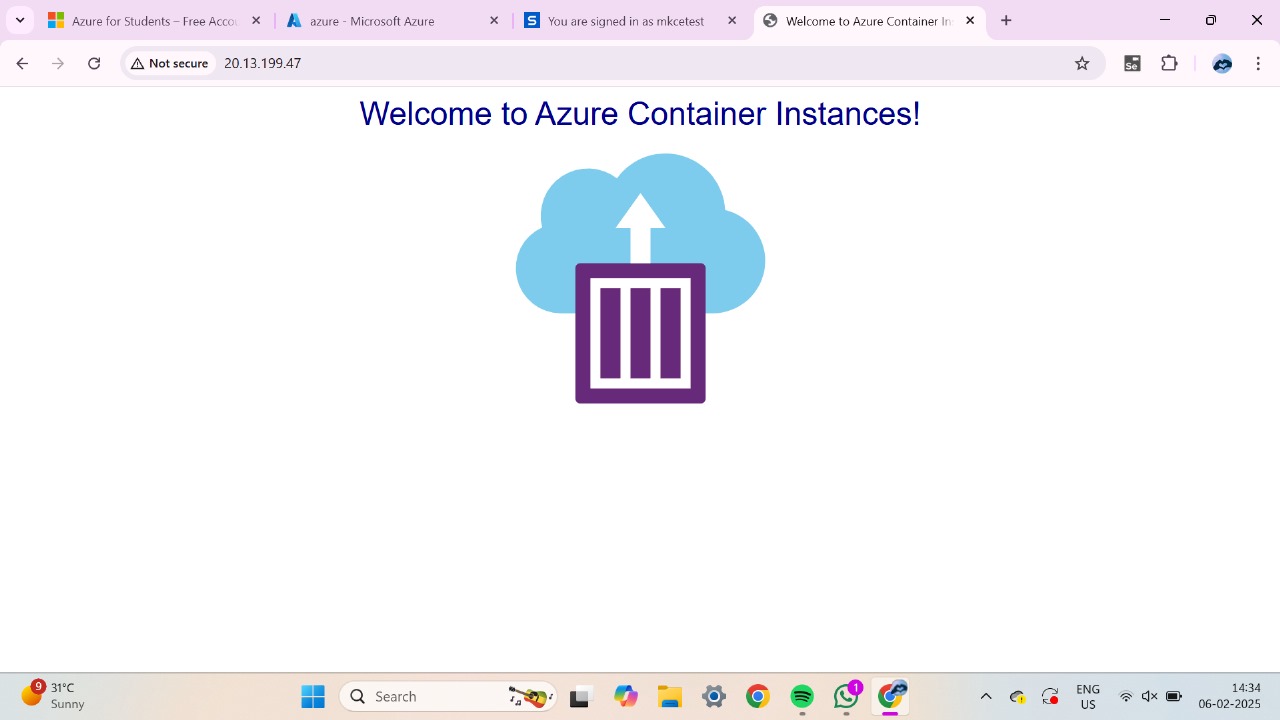 Azure for Students – Free Accou
azure - Microsoft Azure
S
You are signed in as mkcetest
Welcome to Azure Container In
Not secure
20.13.199.47
Se
Welcome to Azure Container Instances!
9
31°C
Sunny
Search
1
ENG
US
14:34
06-02-2025